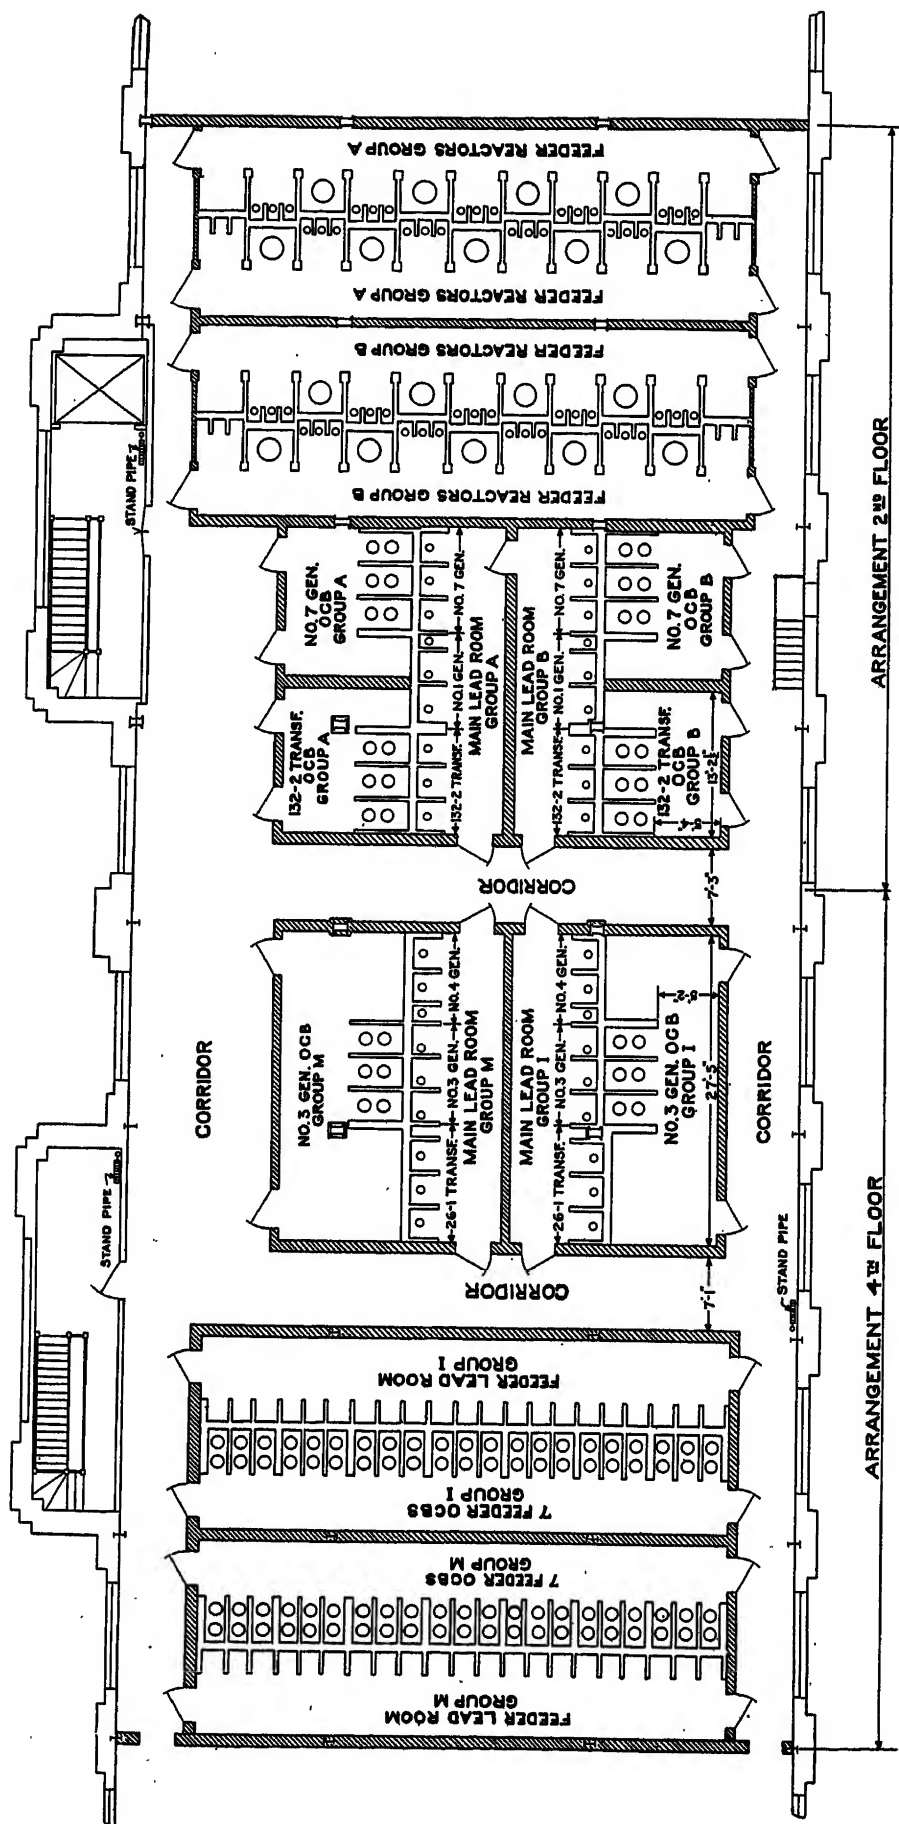 FEEDER REACTORS GROUP A
FEEDER REACTORS GROUP A
FEEDER REACTORS GROUP B
FEEDER REACTORS GROUP B
STAND PIPE
NO.7 GEN.
OCB
GROUP A
132-2 TRANSF.
OCB
GROUP A
132-2 TRANSF.
NO.1 GEN.
NO.7 GEN.
MAIN LEAD ROOM
GROUP A
MAIN LEAD ROOM
GROUP B
132-2 TRANSF.
NO.1 GEN.
NO.7 GEN.
NO.7 GEN.
OCB
GROUP B
132-2 TRANSF.
OCB
GROUP B
ARRANGEMENT 2ND FLOOR
CORRIDOR
CORRIDOR
7'-3"
CORRIDOR
NO.3 GEN. OCB
GROUP M
26-1 TRANSF.
NO.3 GEN.
NO.4 GEN.
MAIN LEAD ROOM
GROUP M
MAIN LEAD ROOM
GROUP I
26-1 TRANSF.
NO.3 GEN.
NO.4 GEN.
NO.3 GEN. OCB
GROUP I
CORRIDOR
STAND PIPE
CORRIDOR
7'-1"
STAND PIPE
FEEDER LEAD ROOM
GROUP I
7 FEEDER OCBS
GROUP I
7 FEEDER OCBS
GROUP M
FEEDER LEAD ROOM
GROUP M
ARRANGEMENT 4TH FLOOR